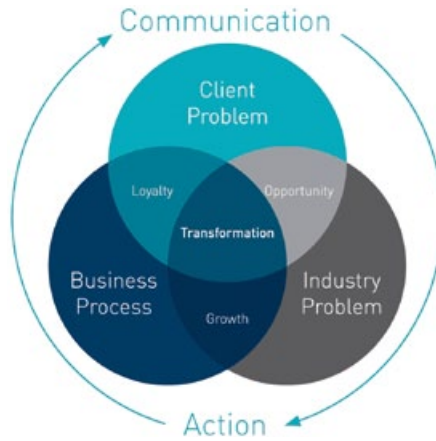 Communication
Client
Problem
Loyalty
Opportunity
Transformation
Business
Process
Industry
Problem
Growth
Action